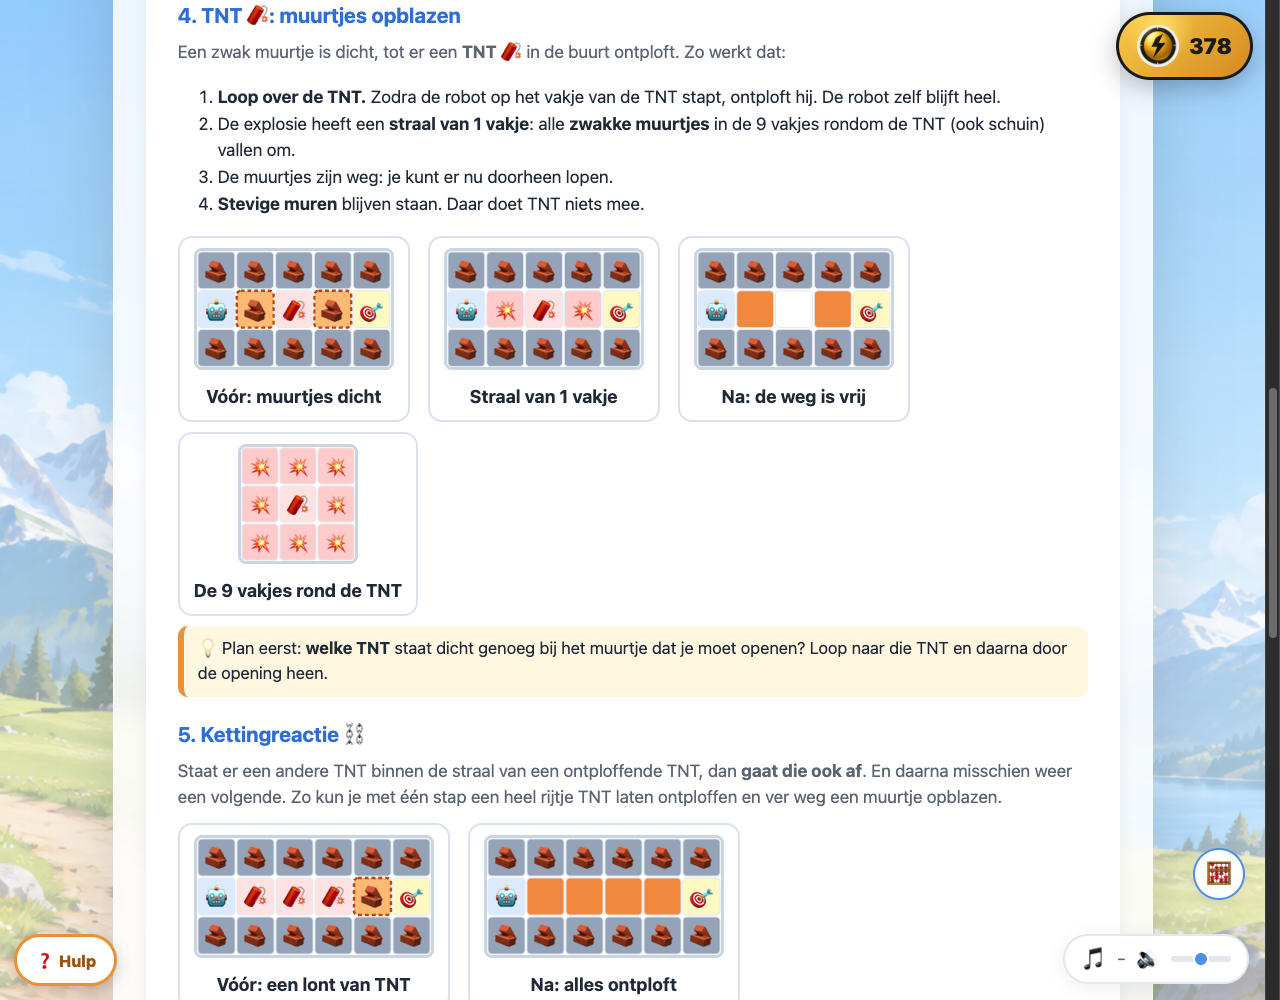 4. TNT 🧨: muurtjes opblazen
Een zwak muurtje is dicht, tot er een TNT 🧨 in de buurt ontploft. Zo werkt dat:
378
1. Loop over de TNT. Zodra de robot op het vakje van de TNT stapt, ontploft hij. De robot zelf blijft heel.
2. De explosie heeft een straal van 1 vakje: alle zwakke muurtjes in de 9 vakjes rondom de TNT (ook schuin)
vallen om.
3. De muurtjes zijn weg: je kunt er nu doorheen lopen.
4. Stevige muren blijven staan. Daar doet TNT niets mee.
Vóór: muurtjes dicht
Straal van 1 vakje
Na: de weg is vrij
De 9 vakjes rond de TNT
💡 Plan eerst: welke TNT staat dicht genoeg bij het muurtje dat je moet openen? Loop naar die TNT en daarna door
de opening heen.
5. Kettingreactie ⛓️
Staat er een andere TNT binnen de straal van een ontploffende TNT, dan gaat die ook af. En daarna misschien weer
een volgende. Zo kun je met één stap een heel rijtje TNT laten ontploffen en ver weg een muurtje opblazen.
Vóór: een lont van TNT
Na: alles ontploft
❓ Hulp
🎵 - 🔊